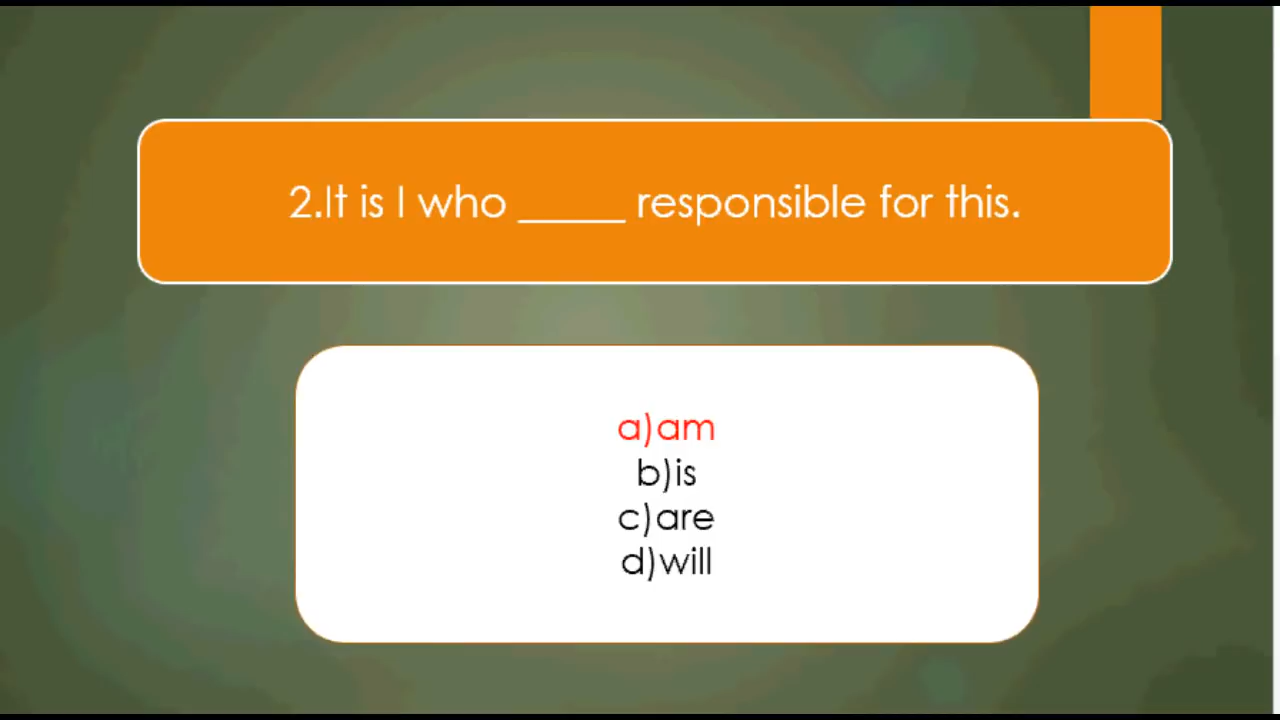 2.It is I who _____ responsible for this.
a)am
b)is
c)are
d)will